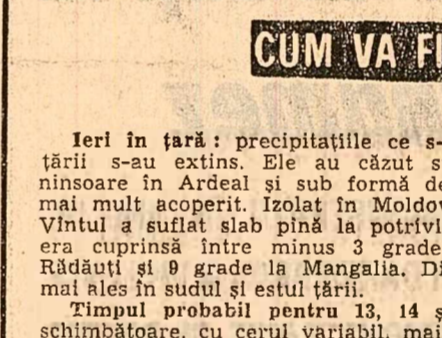 CUM VA F
Ieri în țară : precipitațiile ce s-
țării s-au extins. Ele au căzut s
ninsoare în Ardeal și sub formă de
mai mult acoperit. Izolat în Moldov
Vîntul a suflat slab pînă la potrivi
era cuprinsă între minus 3 grade
Rădăuți și 9 grade la Mangalia. Di
mai ales în sudul și estul țării.
Timpul probabil pentru 13, 14 ș
schimbătoare, cu cerul variabil, mai